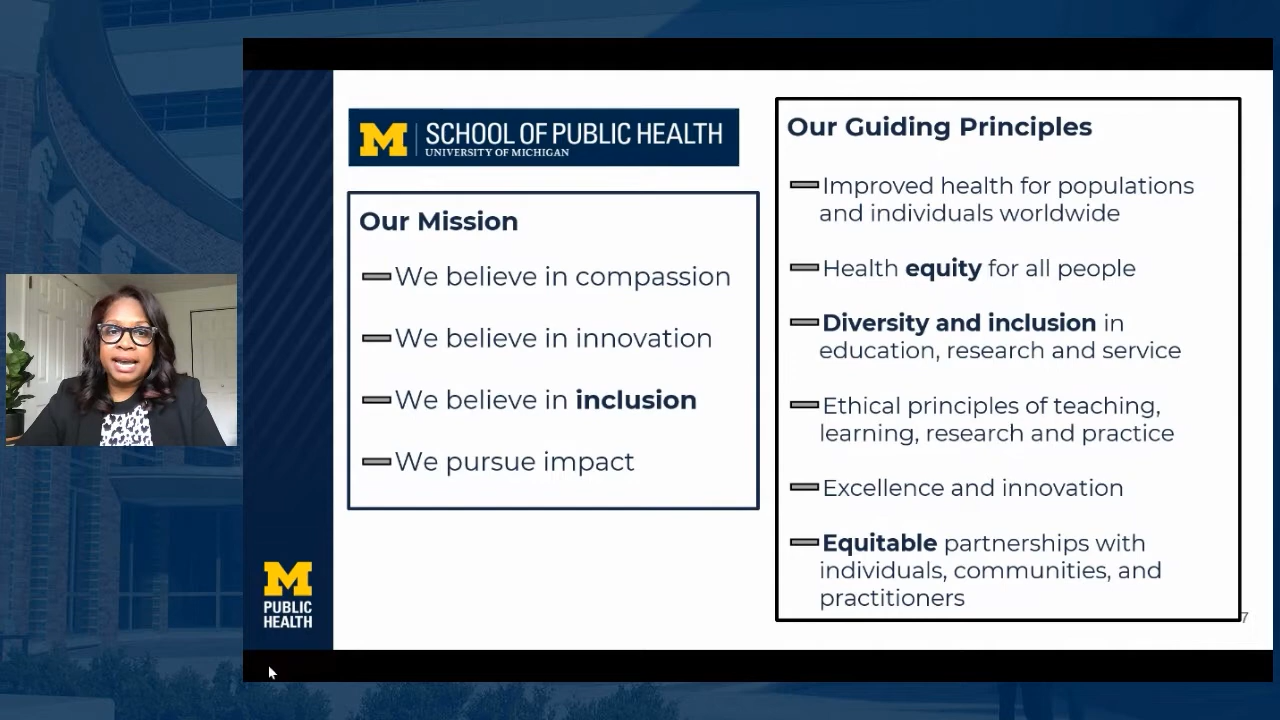 M SCHOOL OF PUBLIC HEALTH
UNIVERSITY OF MICHIGAN
Our Mission
We believe in compassion
We believe in innovation
We believe in inclusion
We pursue impact
Our Guiding Principles
Improved health for populations
and individuals worldwide
Health equity for all people
Diversity and inclusion in
education, research and service
Ethical principles of teaching,
learning, research and practice
Excellence and innovation
Equitable partnerships with
individuals, communities, and
practitioners
7
M
PUBLIC
HEALTH